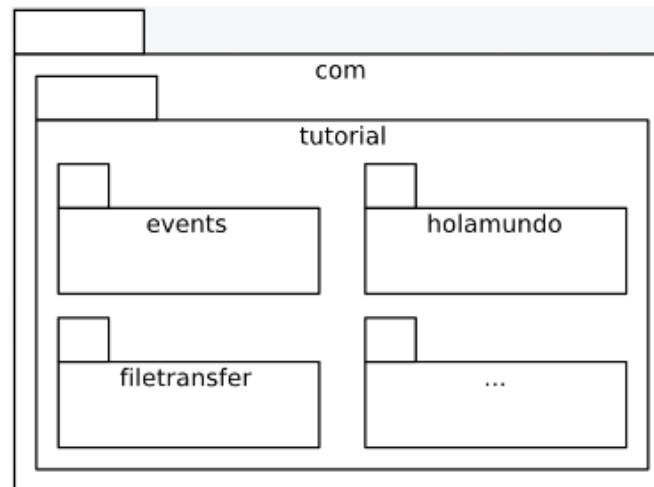 com
tutorial
events
holamundo
filetransfer
...